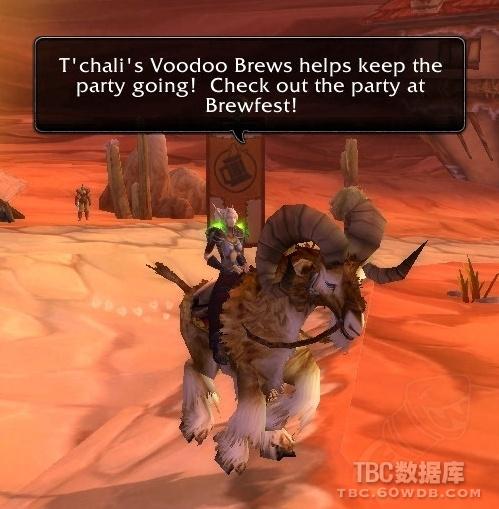 T'chali's Voodoo Brews helps keep the
party going!  Check out the party at
Brewfest!
TBC数据库
TBC.60WDB.COM